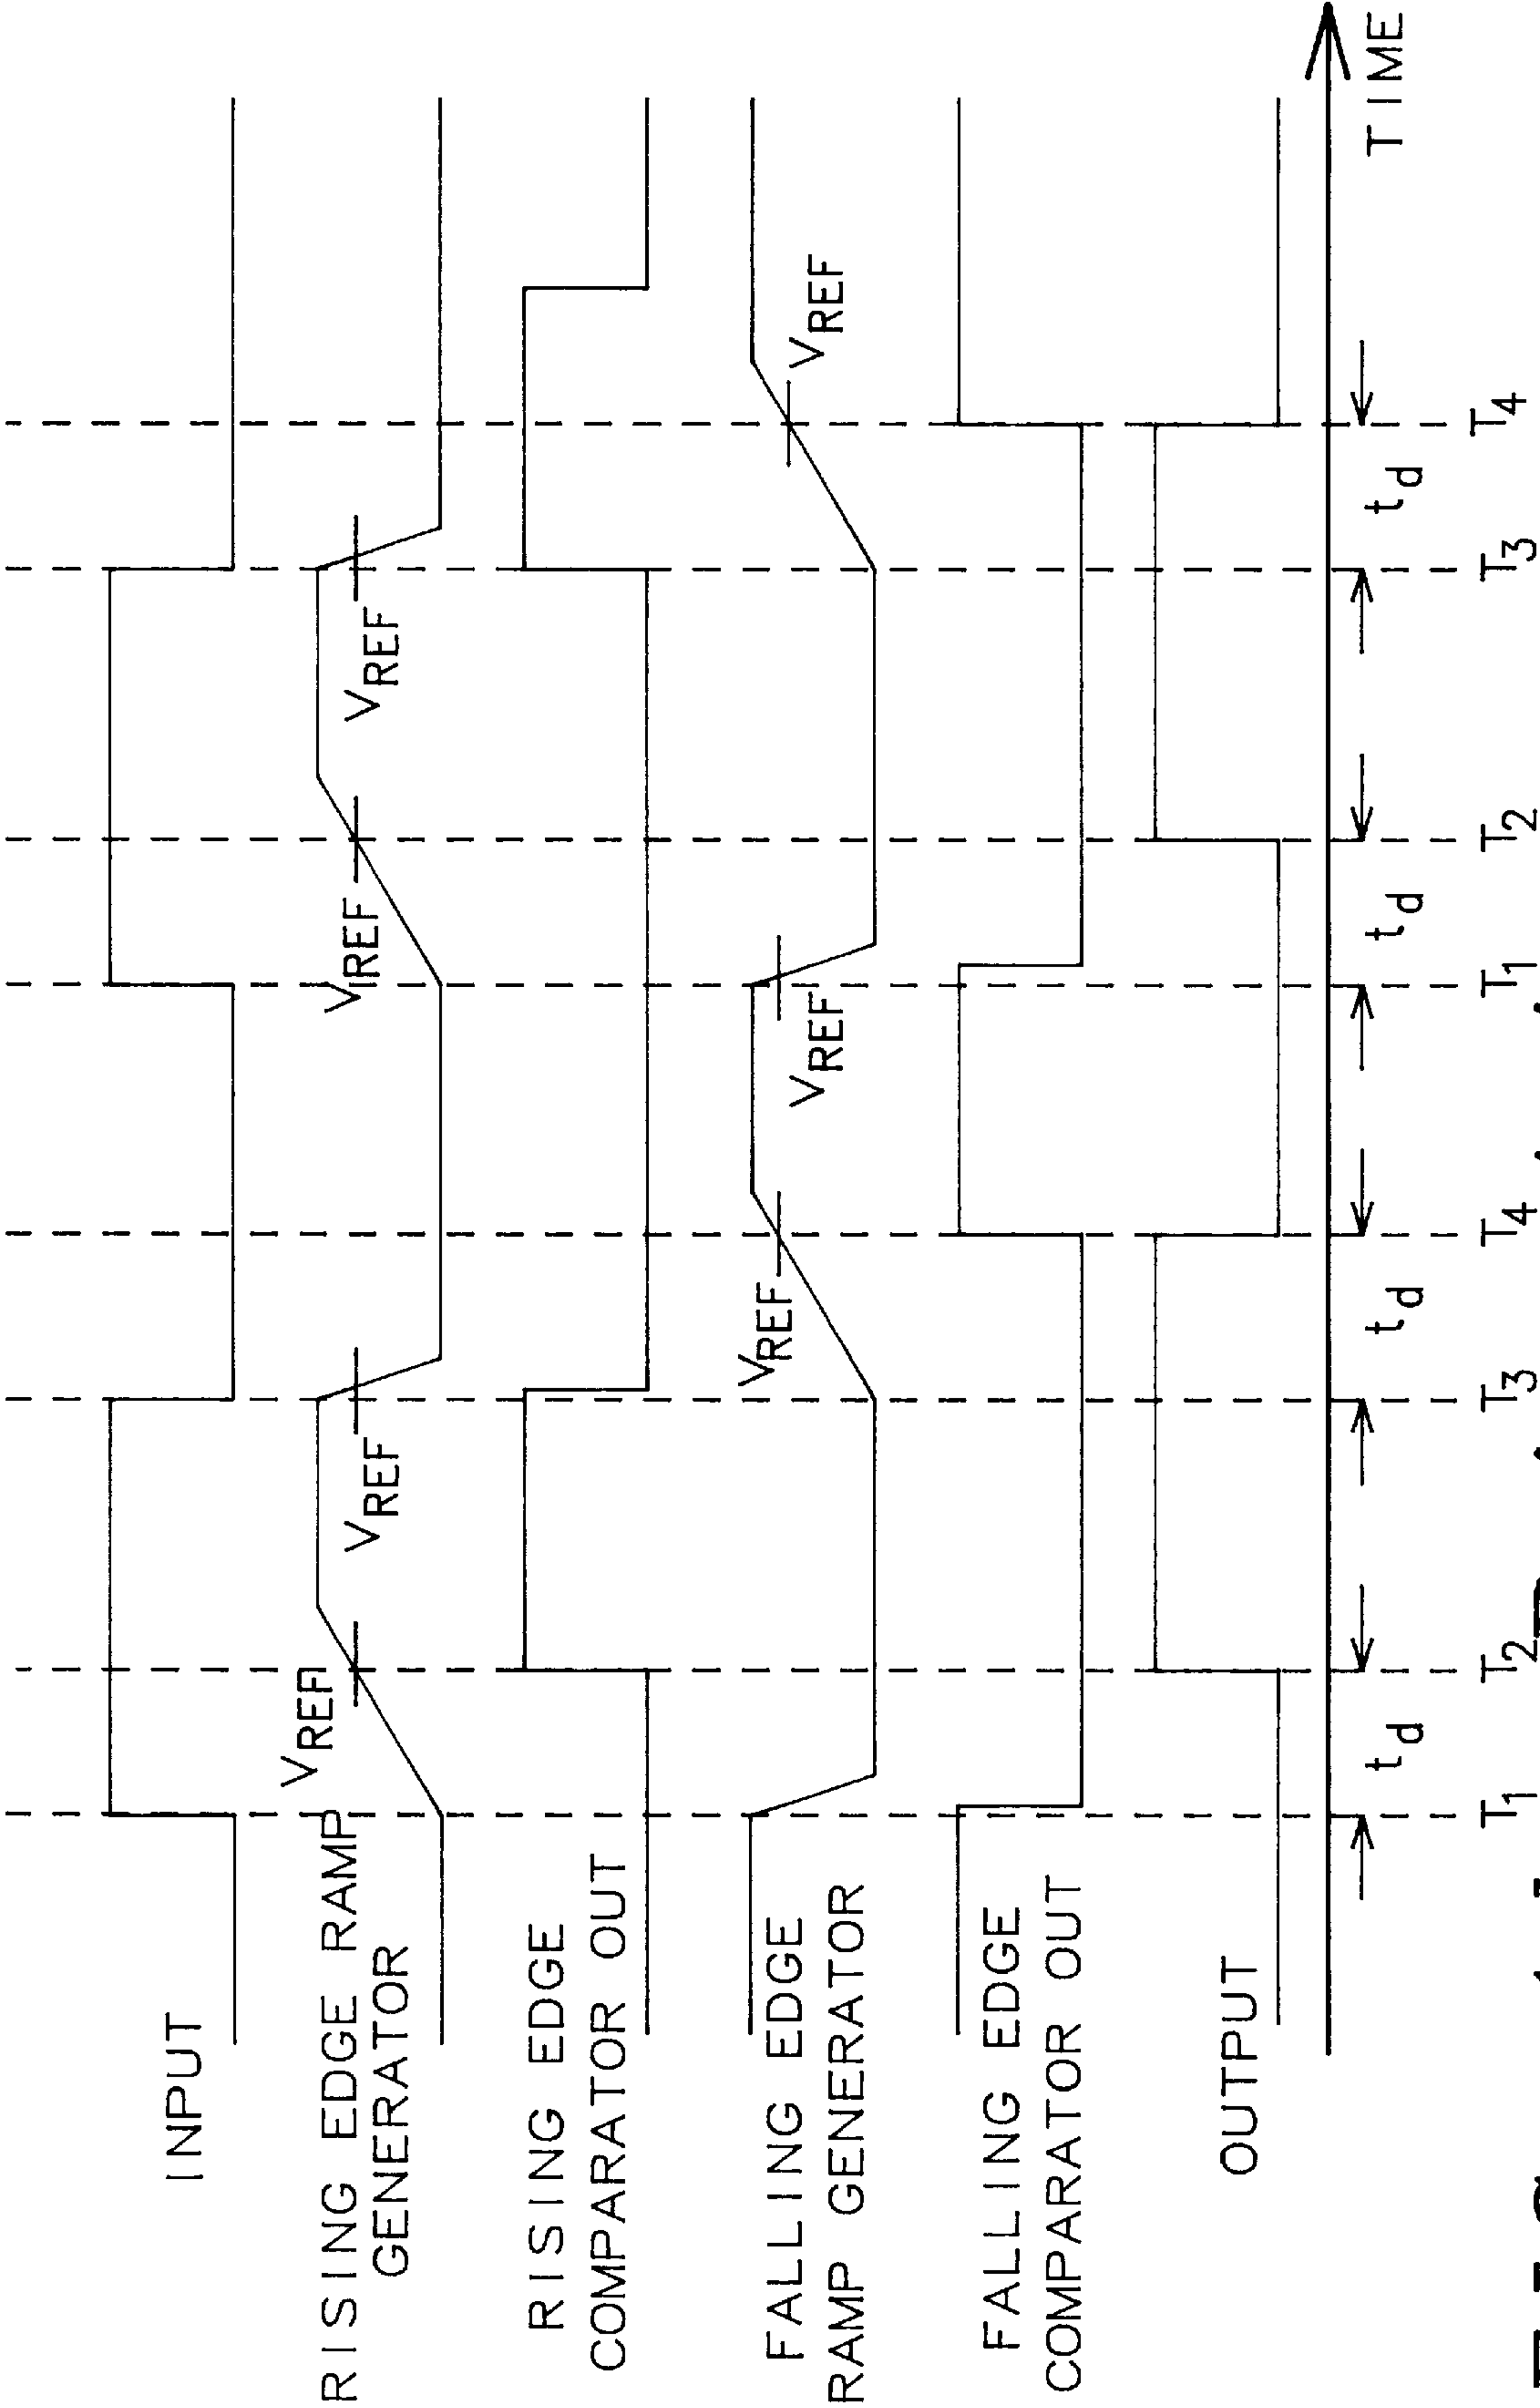 INPUT
RISING EDGE RAMP
GENERATOR
VREF
VREF
VREF
VREF
RISING EDGE
COMPARATOR OUT
FALLING EDGE
RAMP GENERATOR
VREF
VREF
VREF
FALLING EDGE
COMPARATOR OUT
OUTPUT
td
td
td
td
TIME
T1
T2
T3
T4
T1
T2
T3
T4